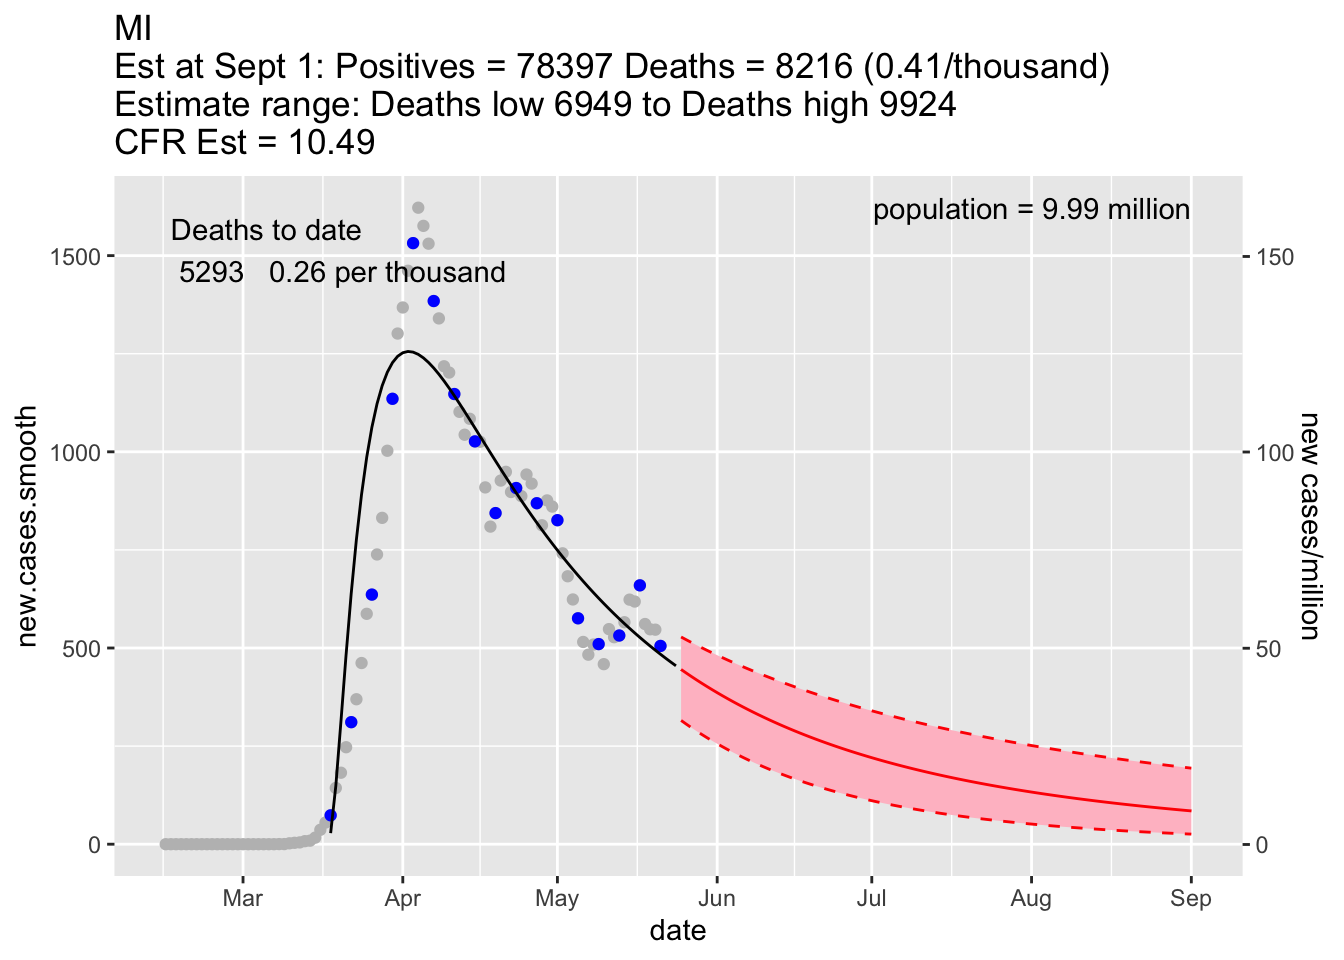 MI
Est at Sept 1: Positives = 78397 Deaths = 8216 (0.41/thousand)
Estimate range: Deaths low 6949 to Deaths high 9924
CFR Est = 10.49
population = 9.99 million
Deaths to date
5293 0.26 per thousand
1500
1000
500
0
new.cases.smooth
150
100
50
0
new cases/million
Mar Apr May Jun Jul Aug Sep
date